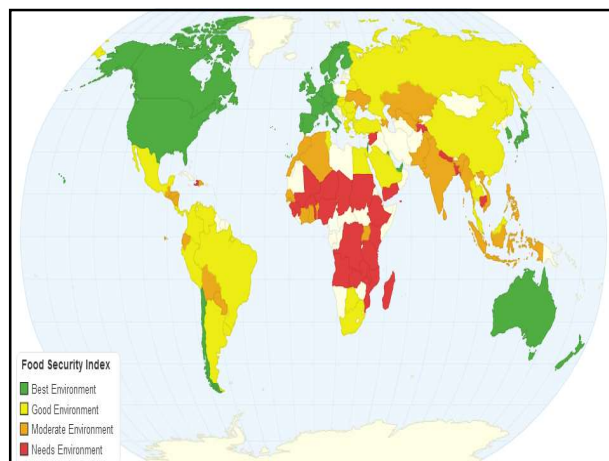 Food Security Index
Best Environment
Good Environment
Moderate Environment
Needs Environment